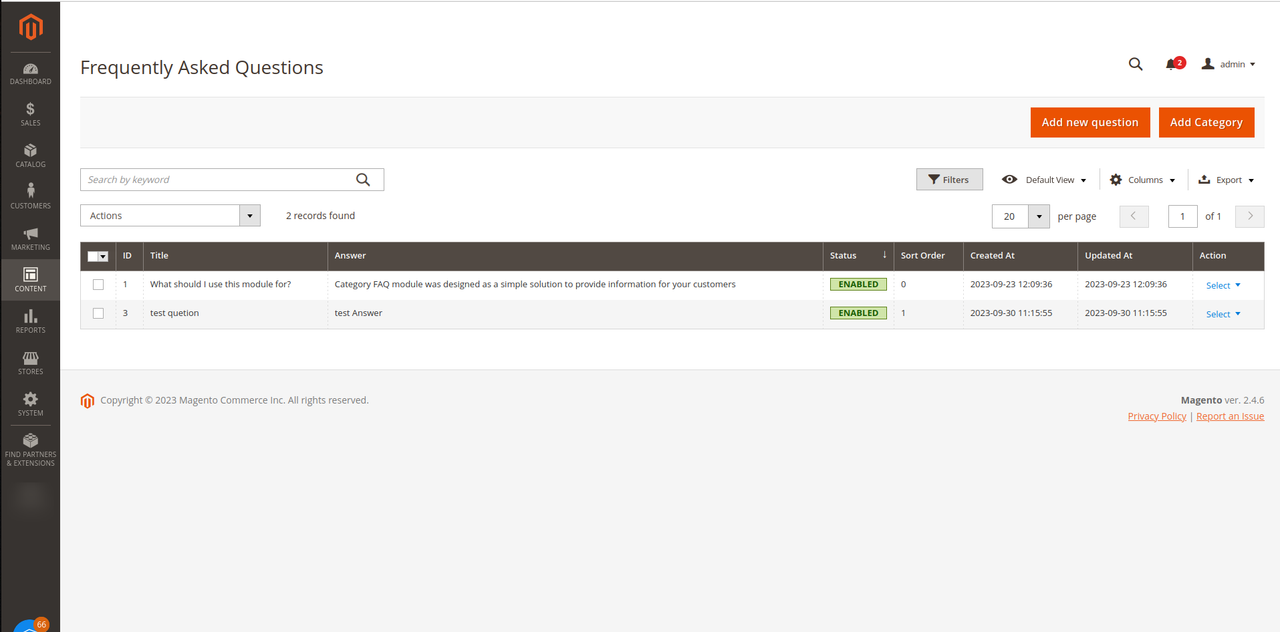 Frequently Asked Questions
2
admin
Add new question
Add Category
Search by keyword
Filters
Default View
Columns
Export
Actions
2 records found
20
per page
1
of 1
ID Title Answer Status ↓ Sort Order Created At Updated At Action
1 What should I use this module for? Category FAQ module was designed as a simple solution to provide information for your customers ENABLED 0 2023-09-23 12:09:36 2023-09-23 12:09:36 Select
3 test quetion test Answer ENABLED 1 2023-09-30 11:15:55 2023-09-30 11:15:55 Select
Copyright © 2023 Magento Commerce Inc. All rights reserved.
Magento ver. 2.4.6
Privacy Policy | Report an Issue
DASHBOARD
$
SALES
CATALOG
CUSTOMERS
MARKETING
CONTENT
REPORTS
STORES
SYSTEM
FIND PARTNERS
& EXTENSIONS
66